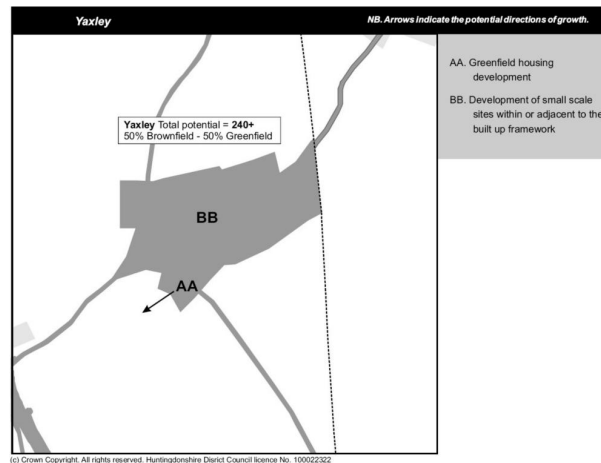 Yaxley
NB. Arrows indicate the potential directions of growth.
AA. Greenfield housing
development
BB. Development of small scale
sites within or adjacent to the
built up framework
Yaxley Total potential = 240+
50% Brownfield - 50% Greenfield
BB
AA
(c) Crown Copyright. All rights reserved. Huntingdonshire Disrict Council licence No. 100022322